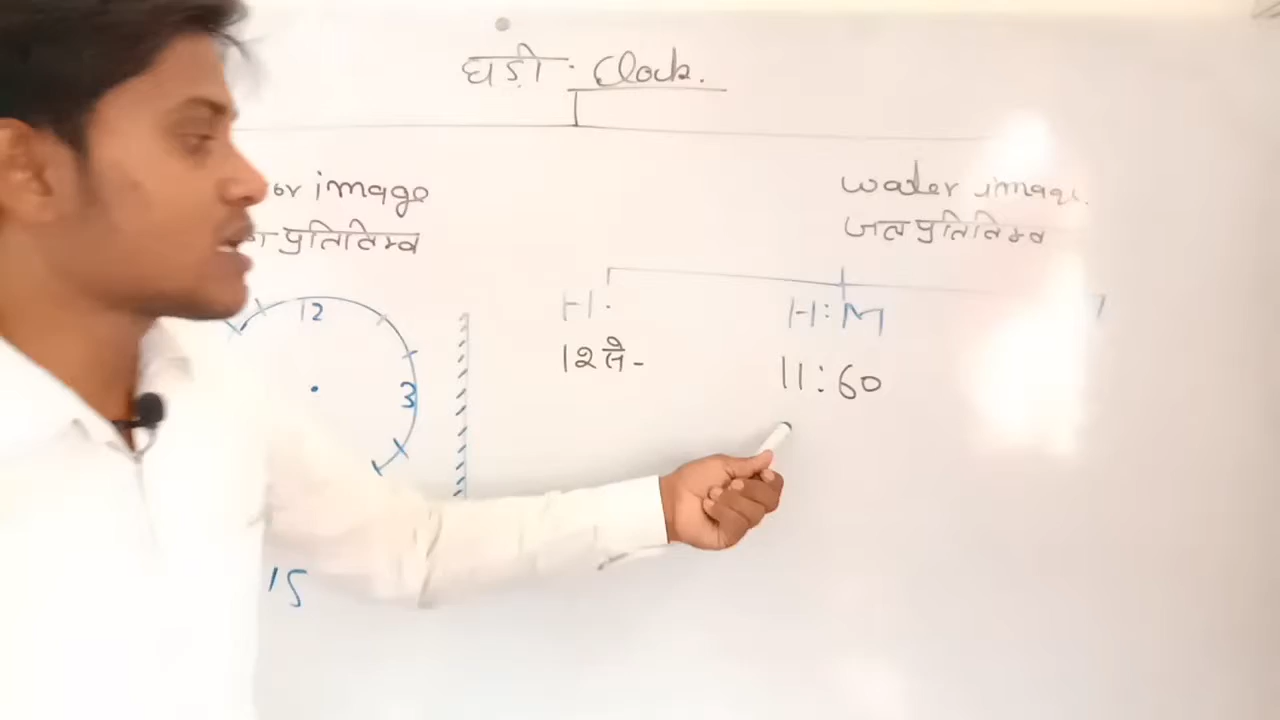 घड़ी . Clock.
or image
प्रतितिम्ब
12
3
15
water image.
जल प्रतितिम्ब
H. H:M
12 से - 11:60